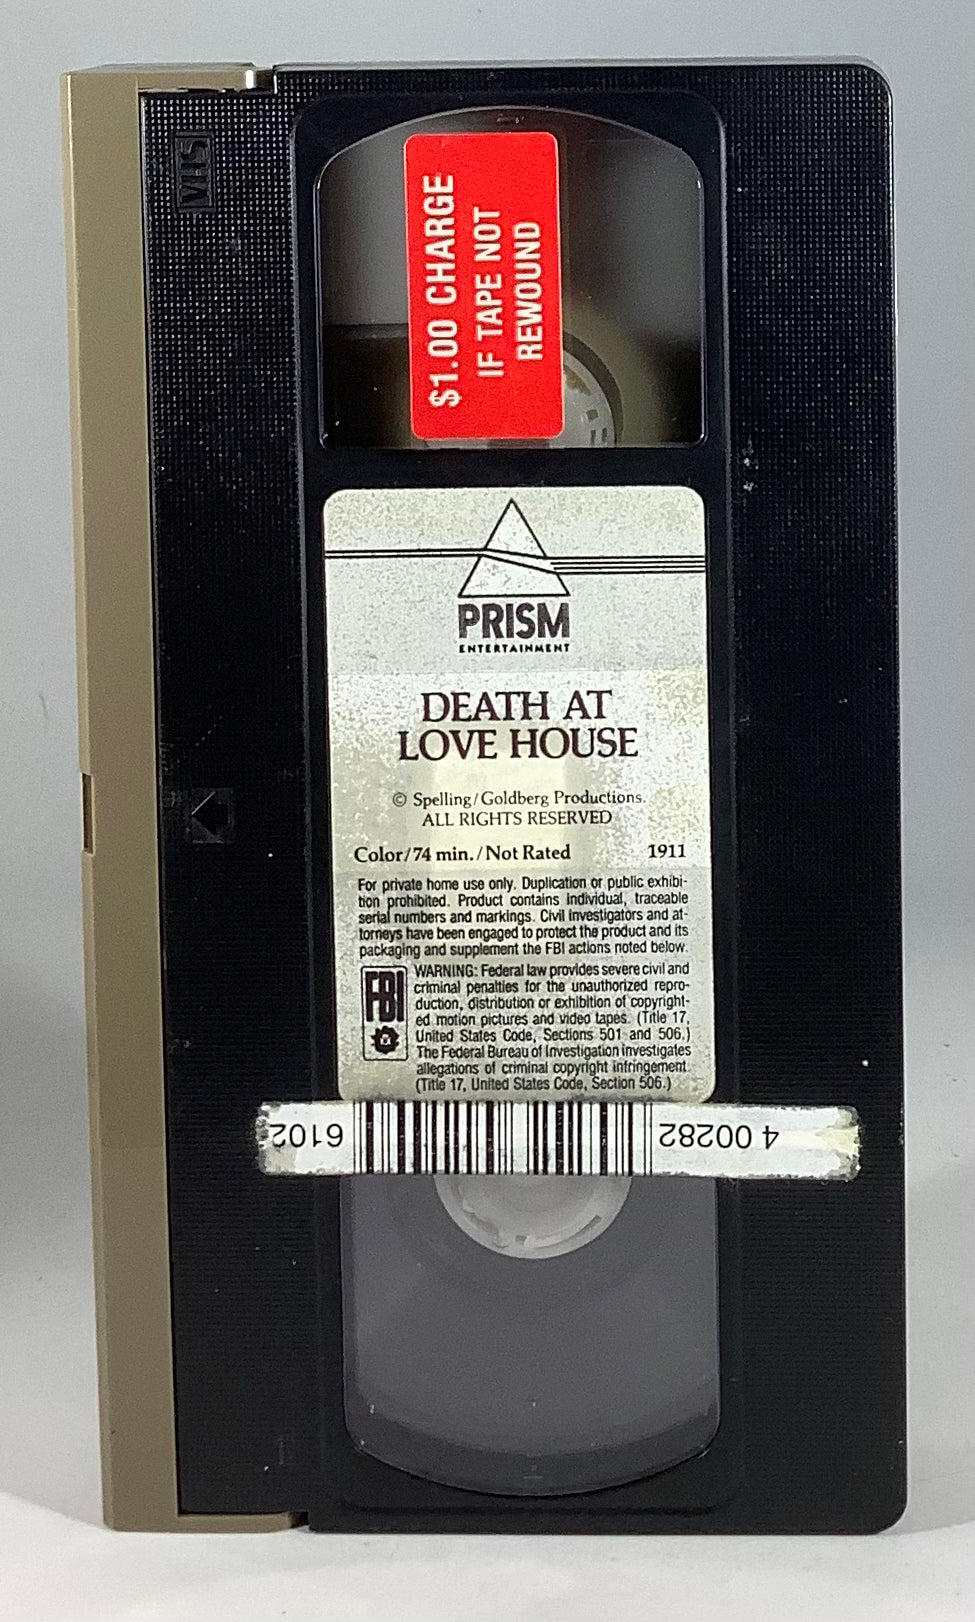 VHS
$1.00 CHARGE
IF TAPE NOT
REWOUND
PRISM
ENTERTAINMENT
DEATH AT
LOVE HOUSE
© Spelling/Goldberg Productions.
ALL RIGHTS RESERVED
Color/74 min./Not Rated 1911
For private home use only. Duplication or public exhibi-
tion prohibited. Product contains individual, traceable
serial numbers and markings. Civil investigators and at-
torneys have been engaged to protect the product and its
packaging and supplement the FBI actions noted below.
FBI
WARNING: Federal law provides severe civil and
criminal penalties for the unauthorized repro-
duction, distribution or exhibition of copyright-
ed motion pictures and video tapes. (Title 17,
United States Code, Sections 501 and 506.)
The Federal Bureau of Investigation investigates
allegations of criminal copyright infringement.
(Title 17, United States Code, Section 506.)
4 00282 61025